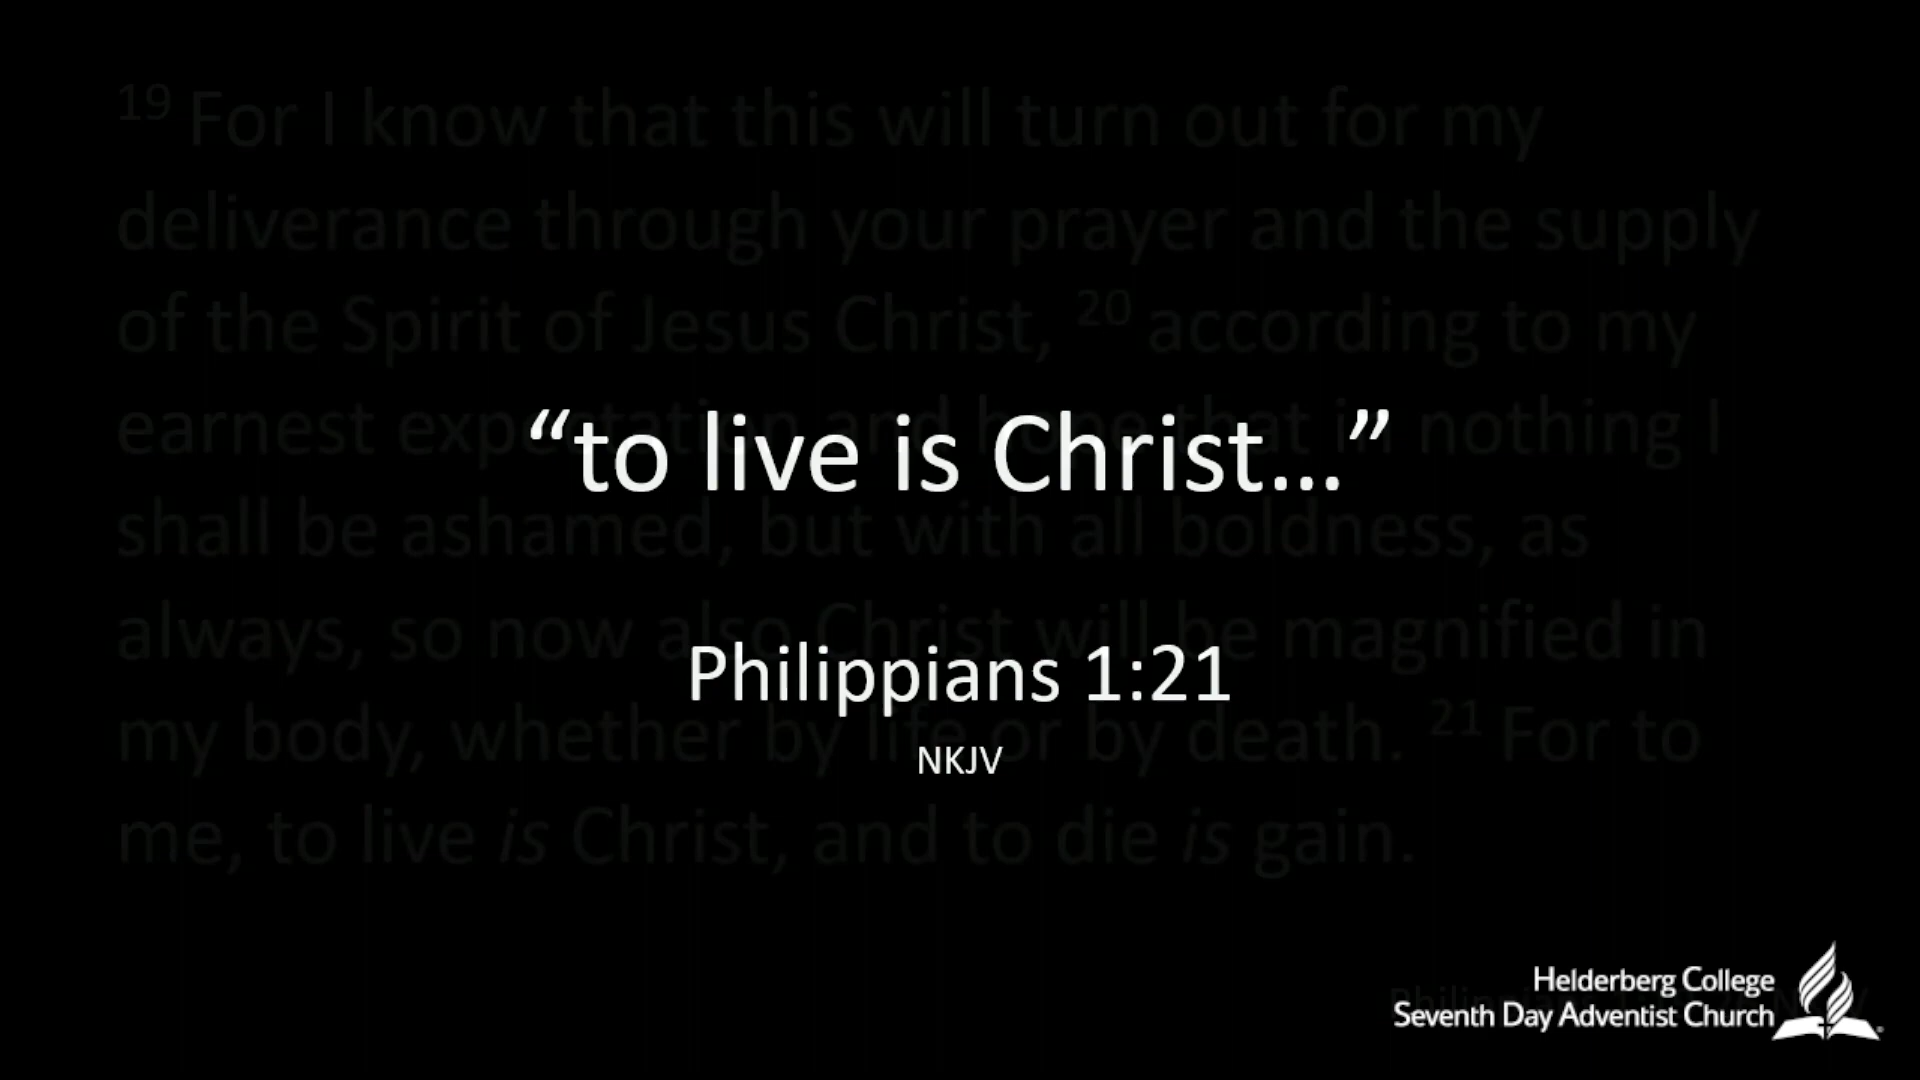 19 For I know that this will turn out for my
deliverance through your prayer and the supply
of the Spirit of Jesus Christ, 20 according to my
earnest expectation and hope that in nothing I
“to live is Christ…”
shall be ashamed, but with all boldness, as
always, so now also Christ will be magnified in
Philippians 1:21
my body, whether by life or by death. 21 For to
NKJV
me, to live is Christ, and to die is gain.
Helderberg College
Seventh Day Adventist Church